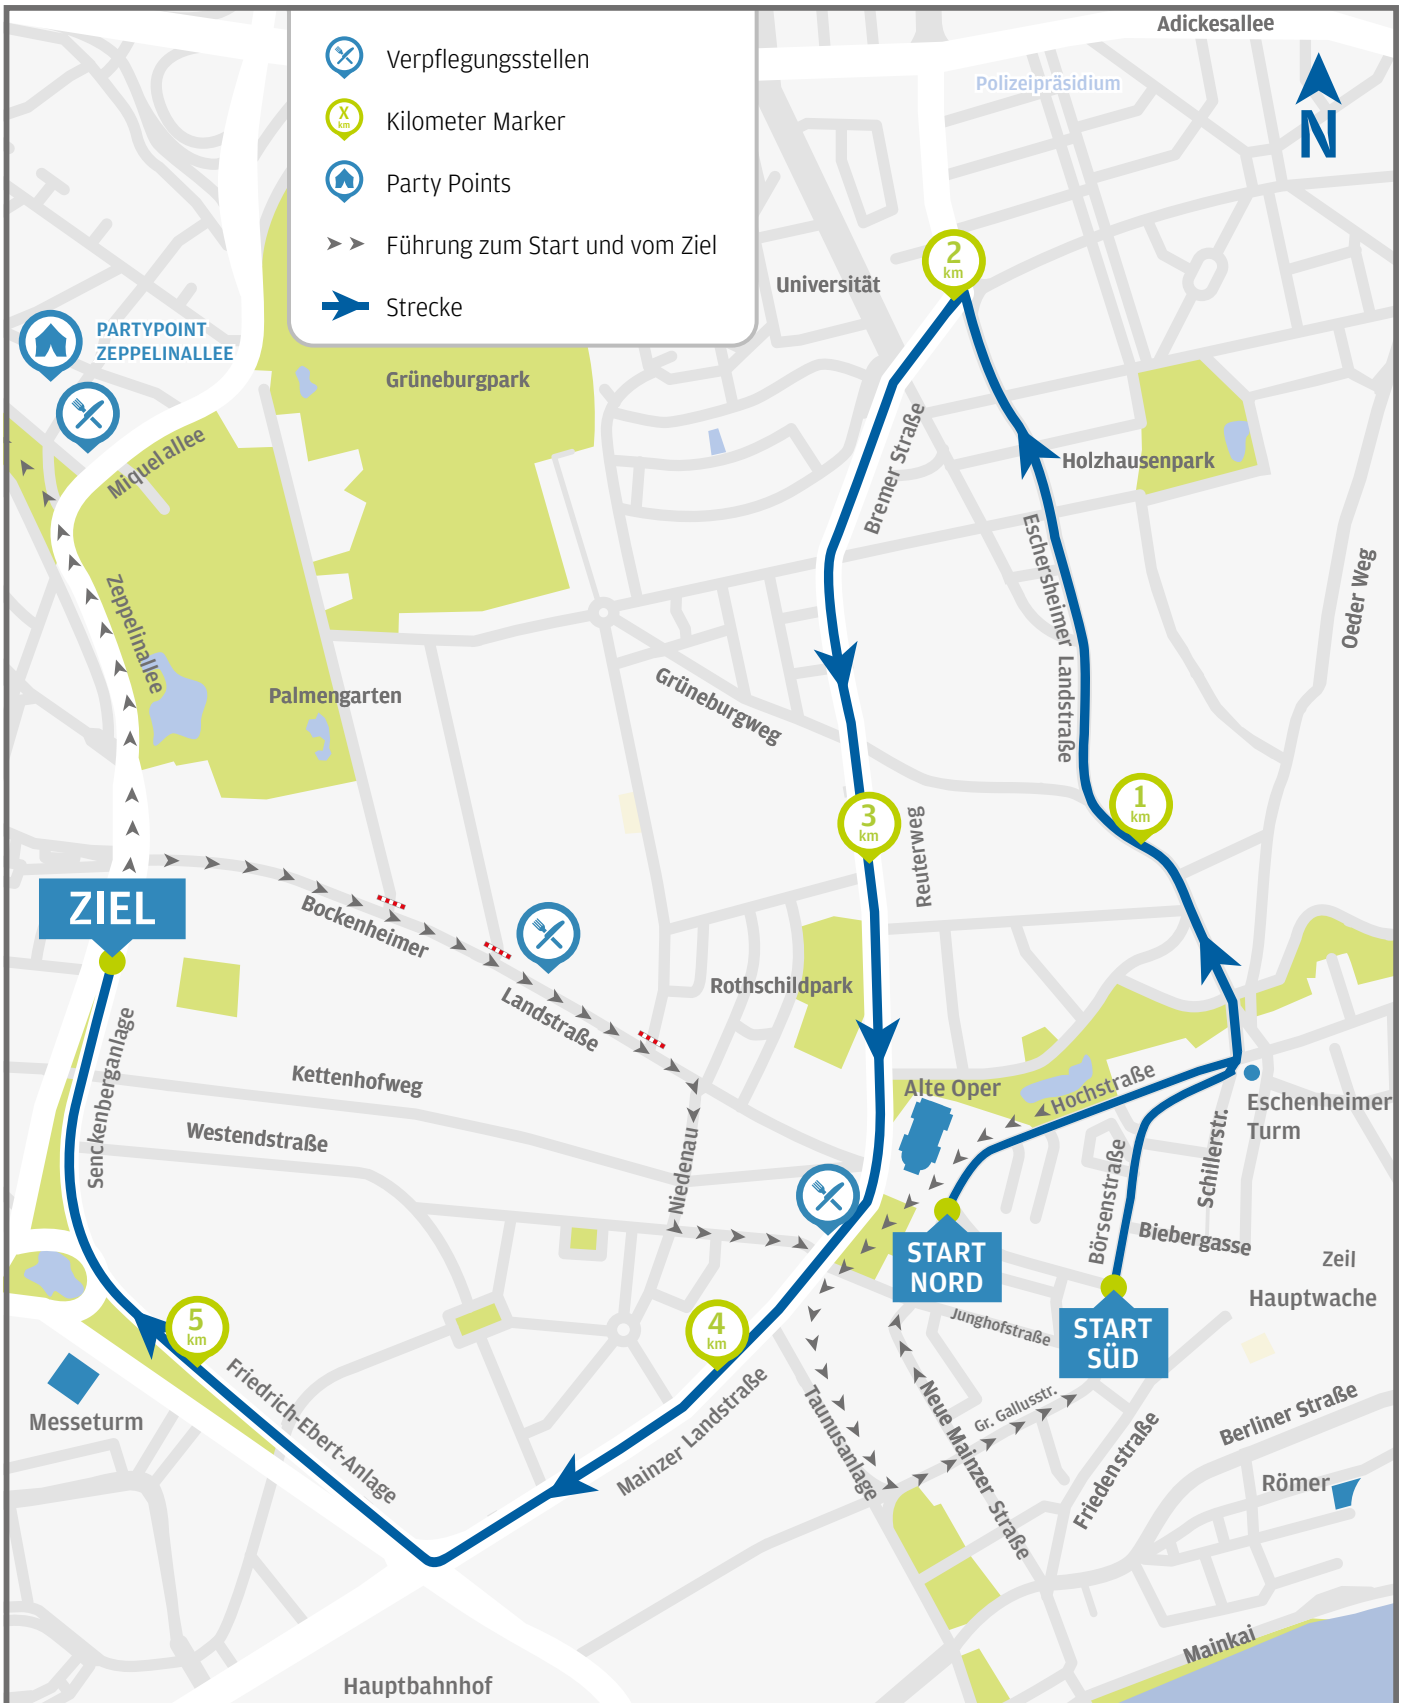 Adickesallee
Polizeipräsidium
N
Verpflegungsstellen
X
km
Kilometer Marker
Party Points
Führung zum Start und vom Ziel
Strecke
2
km
Universität
PARTYPOINT
ZEPPELINALLEE
Grüneburgpark
Miquelallee
Bremer Straße
Holzhausenpark
Eschersheimer Landstraße
Oeder Weg
Zeppelinallee
Palmengarten
Grüneburgweg
1
km
3
km
Reuterweg
ZIEL
Bockenheimer
Landstraße
Rothschildpark
Senckenberganlage
Kettenhofweg
Westendstraße
Niedenau
Alte Oper
Hochstraße
Eschenheimer
Turm
Schillerstr.
Börsenstraße
Biebergasse
Zeil
Hauptwache
START
NORD
START
SÜD
Junghofstraße
5
km
4
km
Messeturm
Friedrich-Ebert-Anlage
Mainzer Landstraße
Taunusanlage
Neue Mainzer Straße
Gr. Gallusstr.
Friedenstraße
Berliner Straße
Römer
Mainkai
Hauptbahnhof